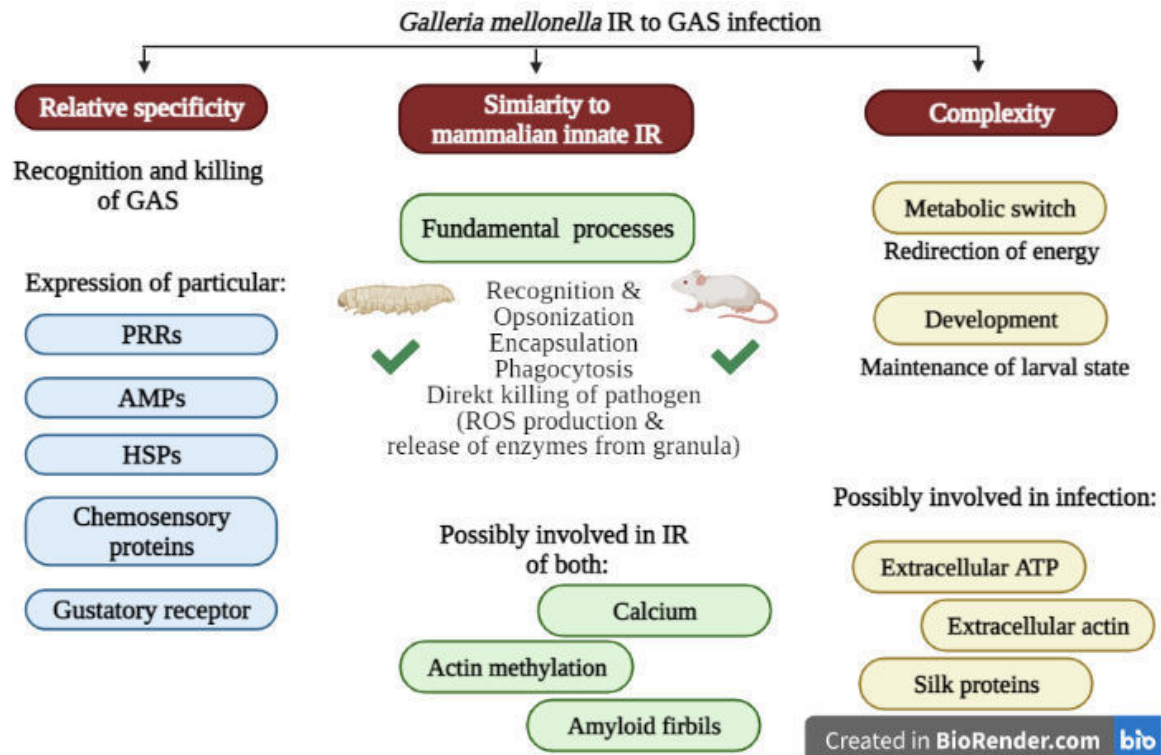 Galleria mellonella IR to GAS infection
Relative specificity
Recognition and killing
of GAS
Expression of particular:
PRRs
AMPs
HSPs
Chemosensory
proteins
Gustatory receptor
Simiarity to
mammalian innate IR
Fundamental processes
Recognition &
Opsonization
Encapsulation
Phagocytosis
Direkt killing of pathogen
(ROS production &
release of enzymes from granula)
Possibly involved in IR
of both:
Calcium
Actin methylation
Amyloid firbils
Complexity
Metabolic switch
Redirection of energy
Development
Maintenance of larval state
Possibly involved in infection:
Extracellular ATP
Extracellular actin
Silk proteins
Created in BioRender.com bio